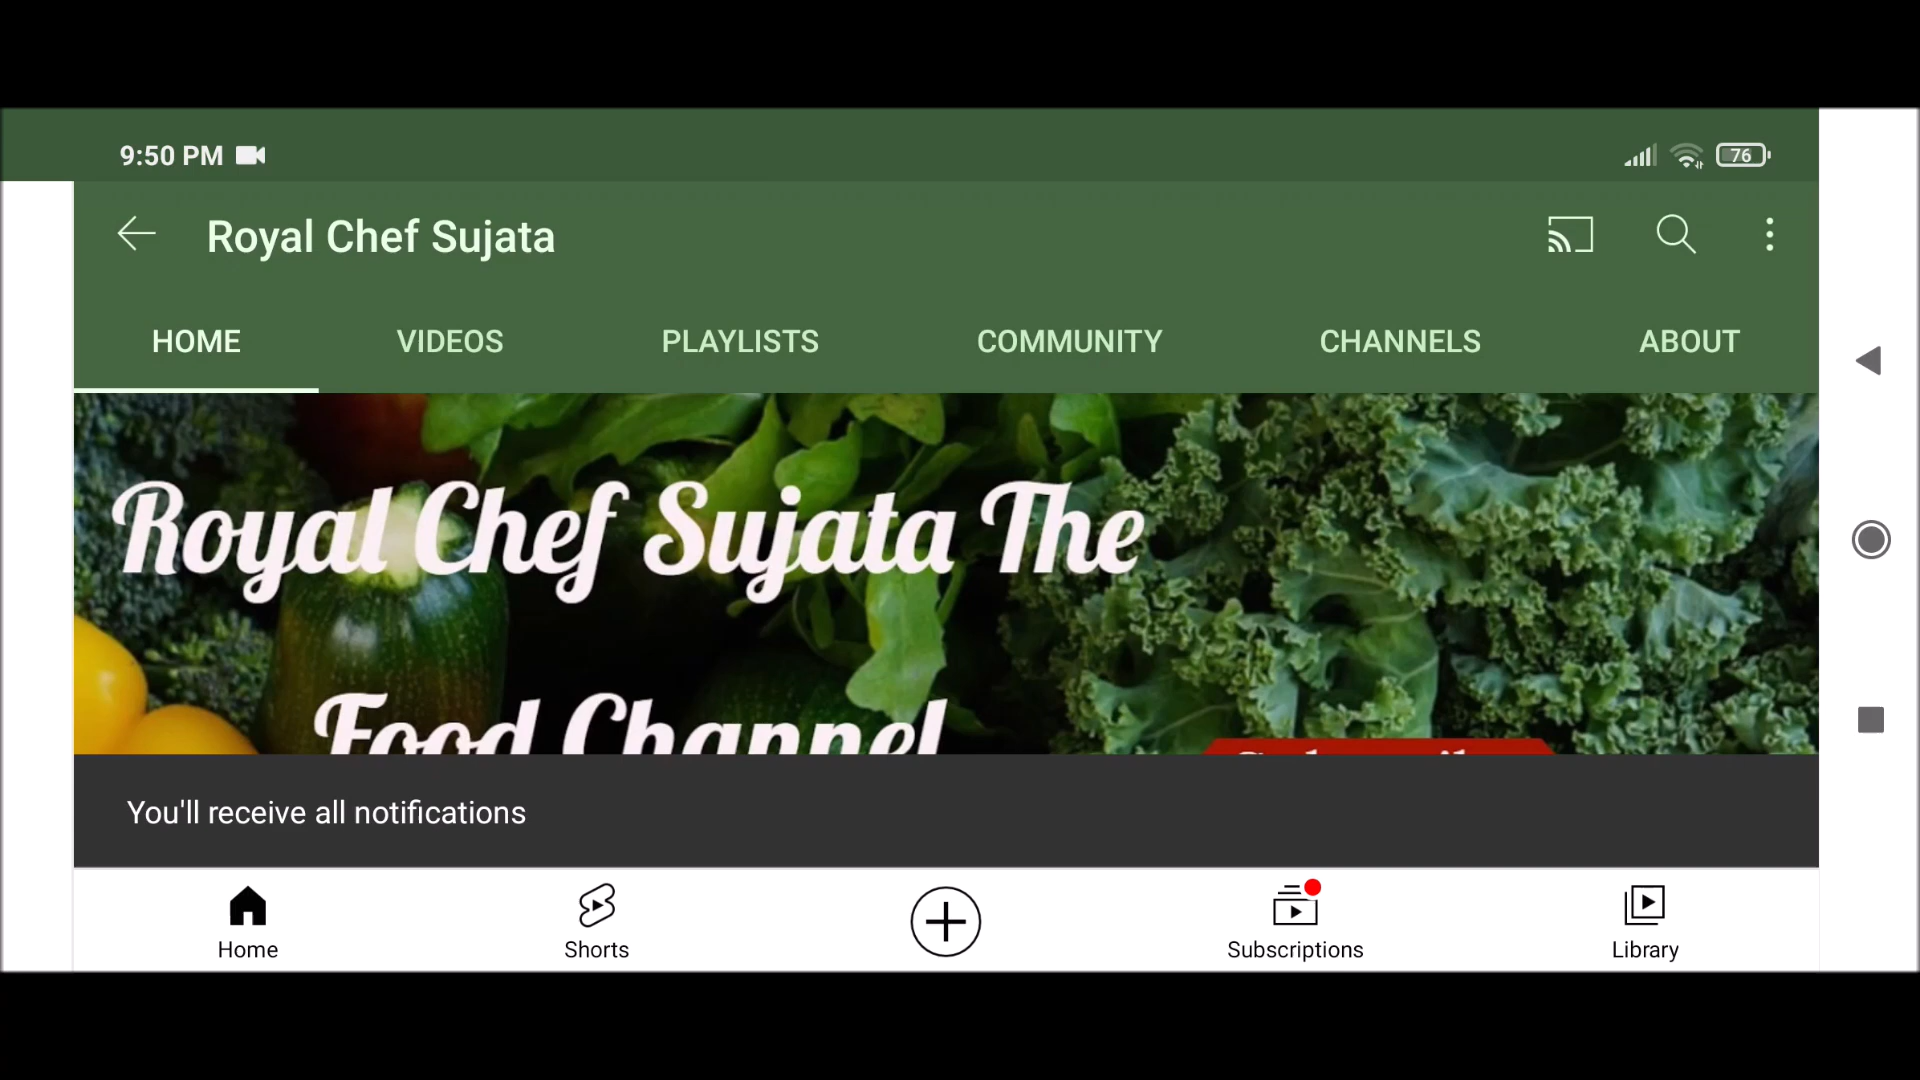 9:50 PM
76
Royal Chef Sujata
HOME VIDEOS PLAYLISTS COMMUNITY CHANNELS ABOUT
Royal Chef Sujata The
Food Channel
You'll receive all notifications
Home Shorts Subscriptions Library